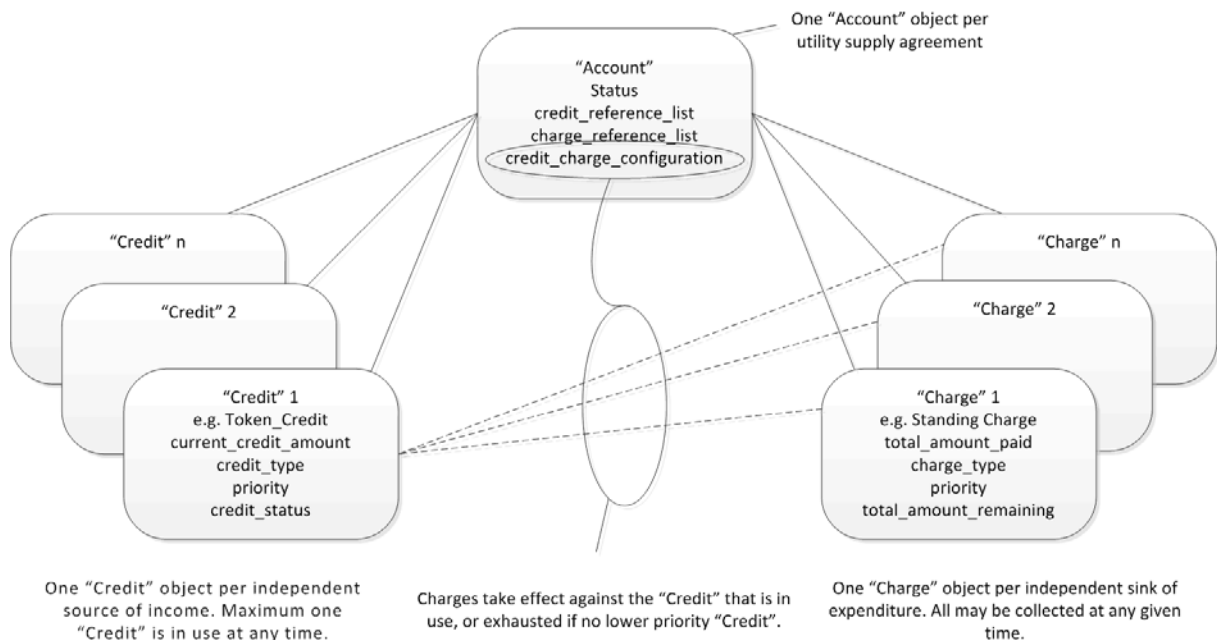 One “Account” object per
utility supply agreement
“Account”
Status
credit_reference_list
charge_reference_list
credit_charge_configuration
“Credit” n
“Credit” 2
“Credit” 1
e.g. Token_Credit
current_credit_amount
credit_type
priority
credit_status
“Charge” n
“Charge” 2
“Charge” 1
e.g. Standing Charge
total_amount_paid
charge_type
priority
total_amount_remaining
One “Credit” object per independent
source of income. Maximum one
“Credit” is in use at any time.
Charges take effect against the “Credit” that is in
use, or exhausted if no lower priority “Credit”.
One “Charge” object per independent sink of
expenditure. All may be collected at any given
time.